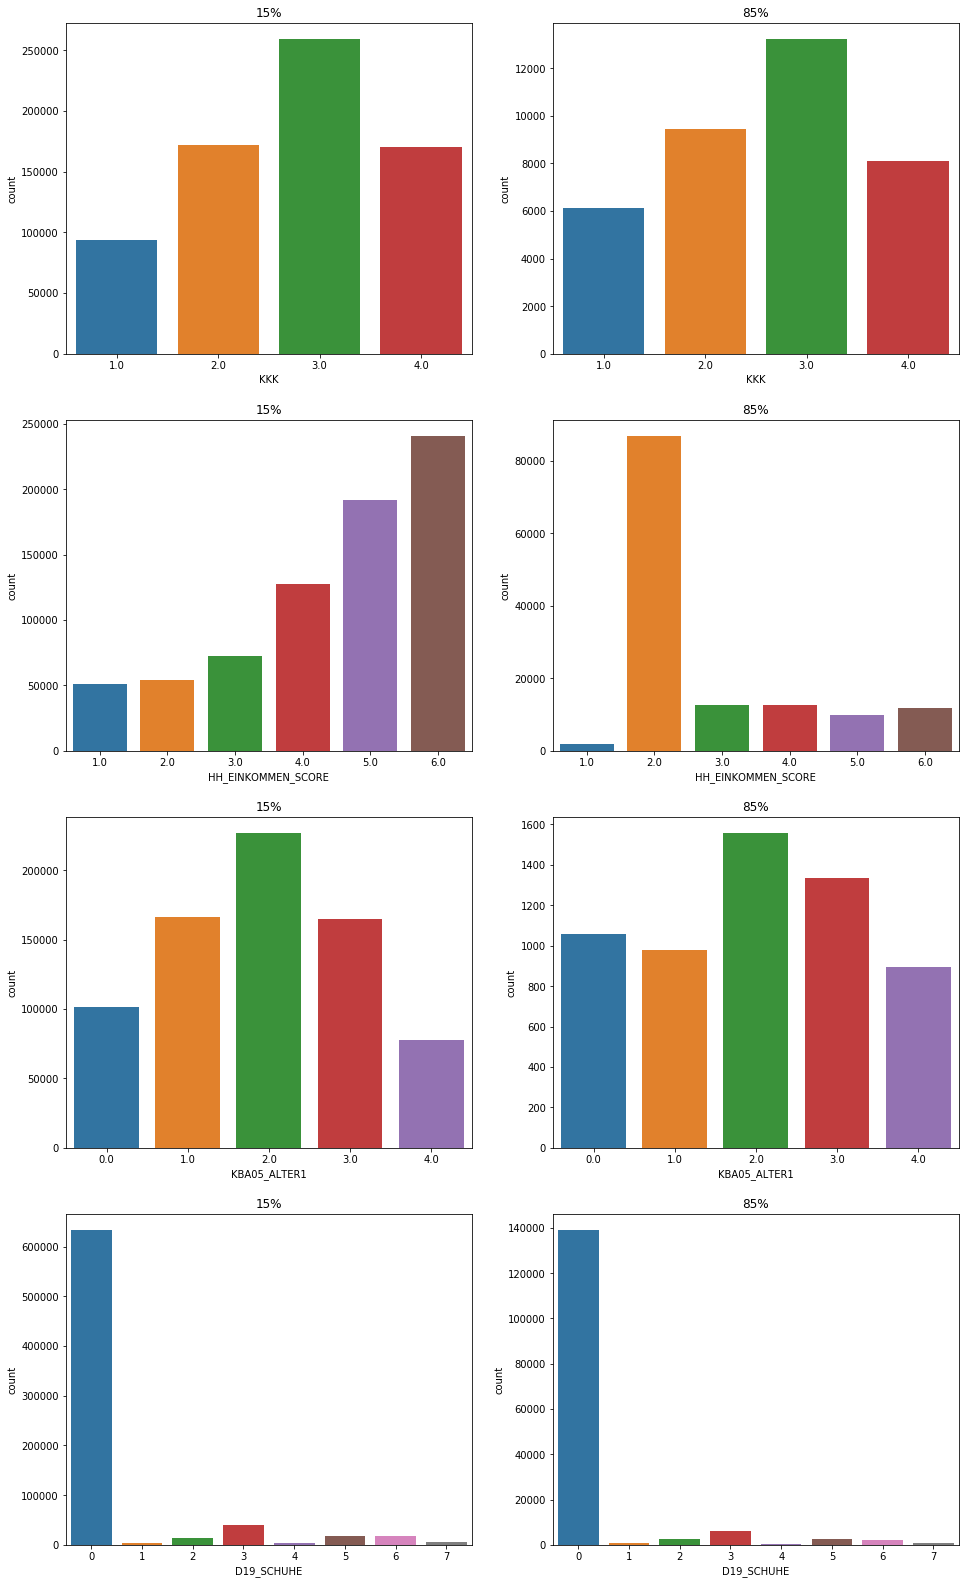 15%
250000
200000
150000
100000
50000
0
count
1.0 2.0 3.0 4.0
KKK
85%
12000
10000
8000
6000
4000
2000
0
count
1.0 2.0 3.0 4.0
KKK
15%
250000
200000
150000
100000
50000
0
count
1.0 2.0 3.0 4.0 5.0 6.0
HH_EINKOMMEN_SCORE
85%
80000
60000
40000
20000
0
count
1.0 2.0 3.0 4.0 5.0 6.0
HH_EINKOMMEN_SCORE
15%
200000
150000
100000
50000
0
count
0.0 1.0 2.0 3.0 4.0
KBA05_ALTER1
85%
1600
1400
1200
1000
800
600
400
200
0
count
0.0 1.0 2.0 3.0 4.0
KBA05_ALTER1
15%
600000
500000
400000
300000
200000
100000
0
count
0 1 2 3 4 5 6 7
D19_SCHUHE
85%
140000
120000
100000
80000
60000
40000
20000
0
count
0 1 2 3 4 5 6 7
D19_SCHUHE